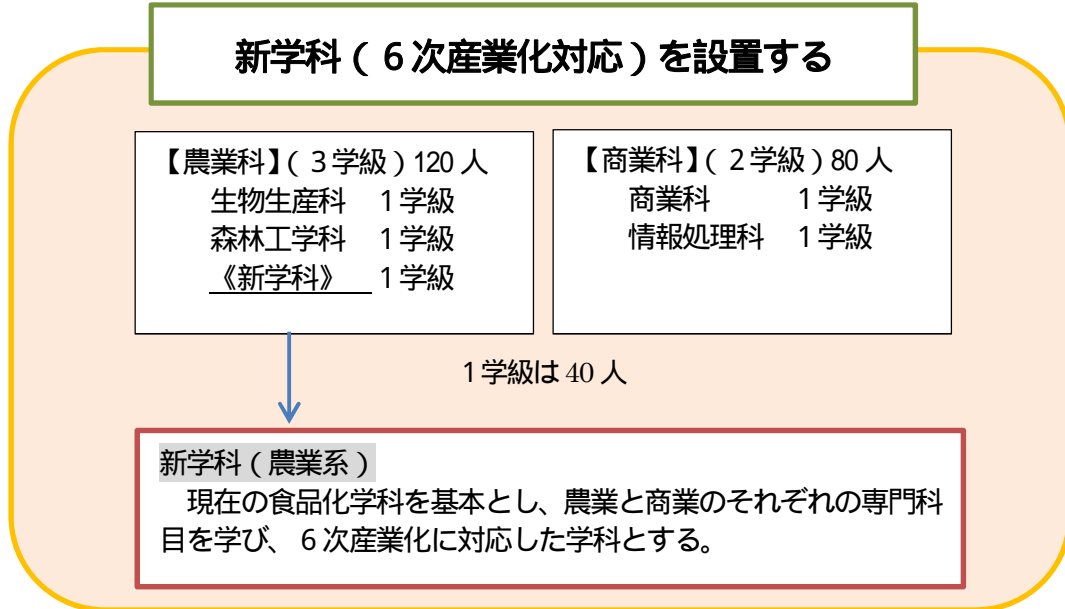 新学科（６次産業化対応）を設置する
【農業科】（３学級）120人
生物生産科　１学級
森林工学科　１学級
《新学科》　１学級
【商業科】（２学級）80人
商業科　１学級
情報処理科　１学級
１学級は 40 人
新学科（農業系）
現在の食品化学科を基本とし、農業と商業のそれぞれの専門科
目を学び、６次産業化に対応した学科とする。